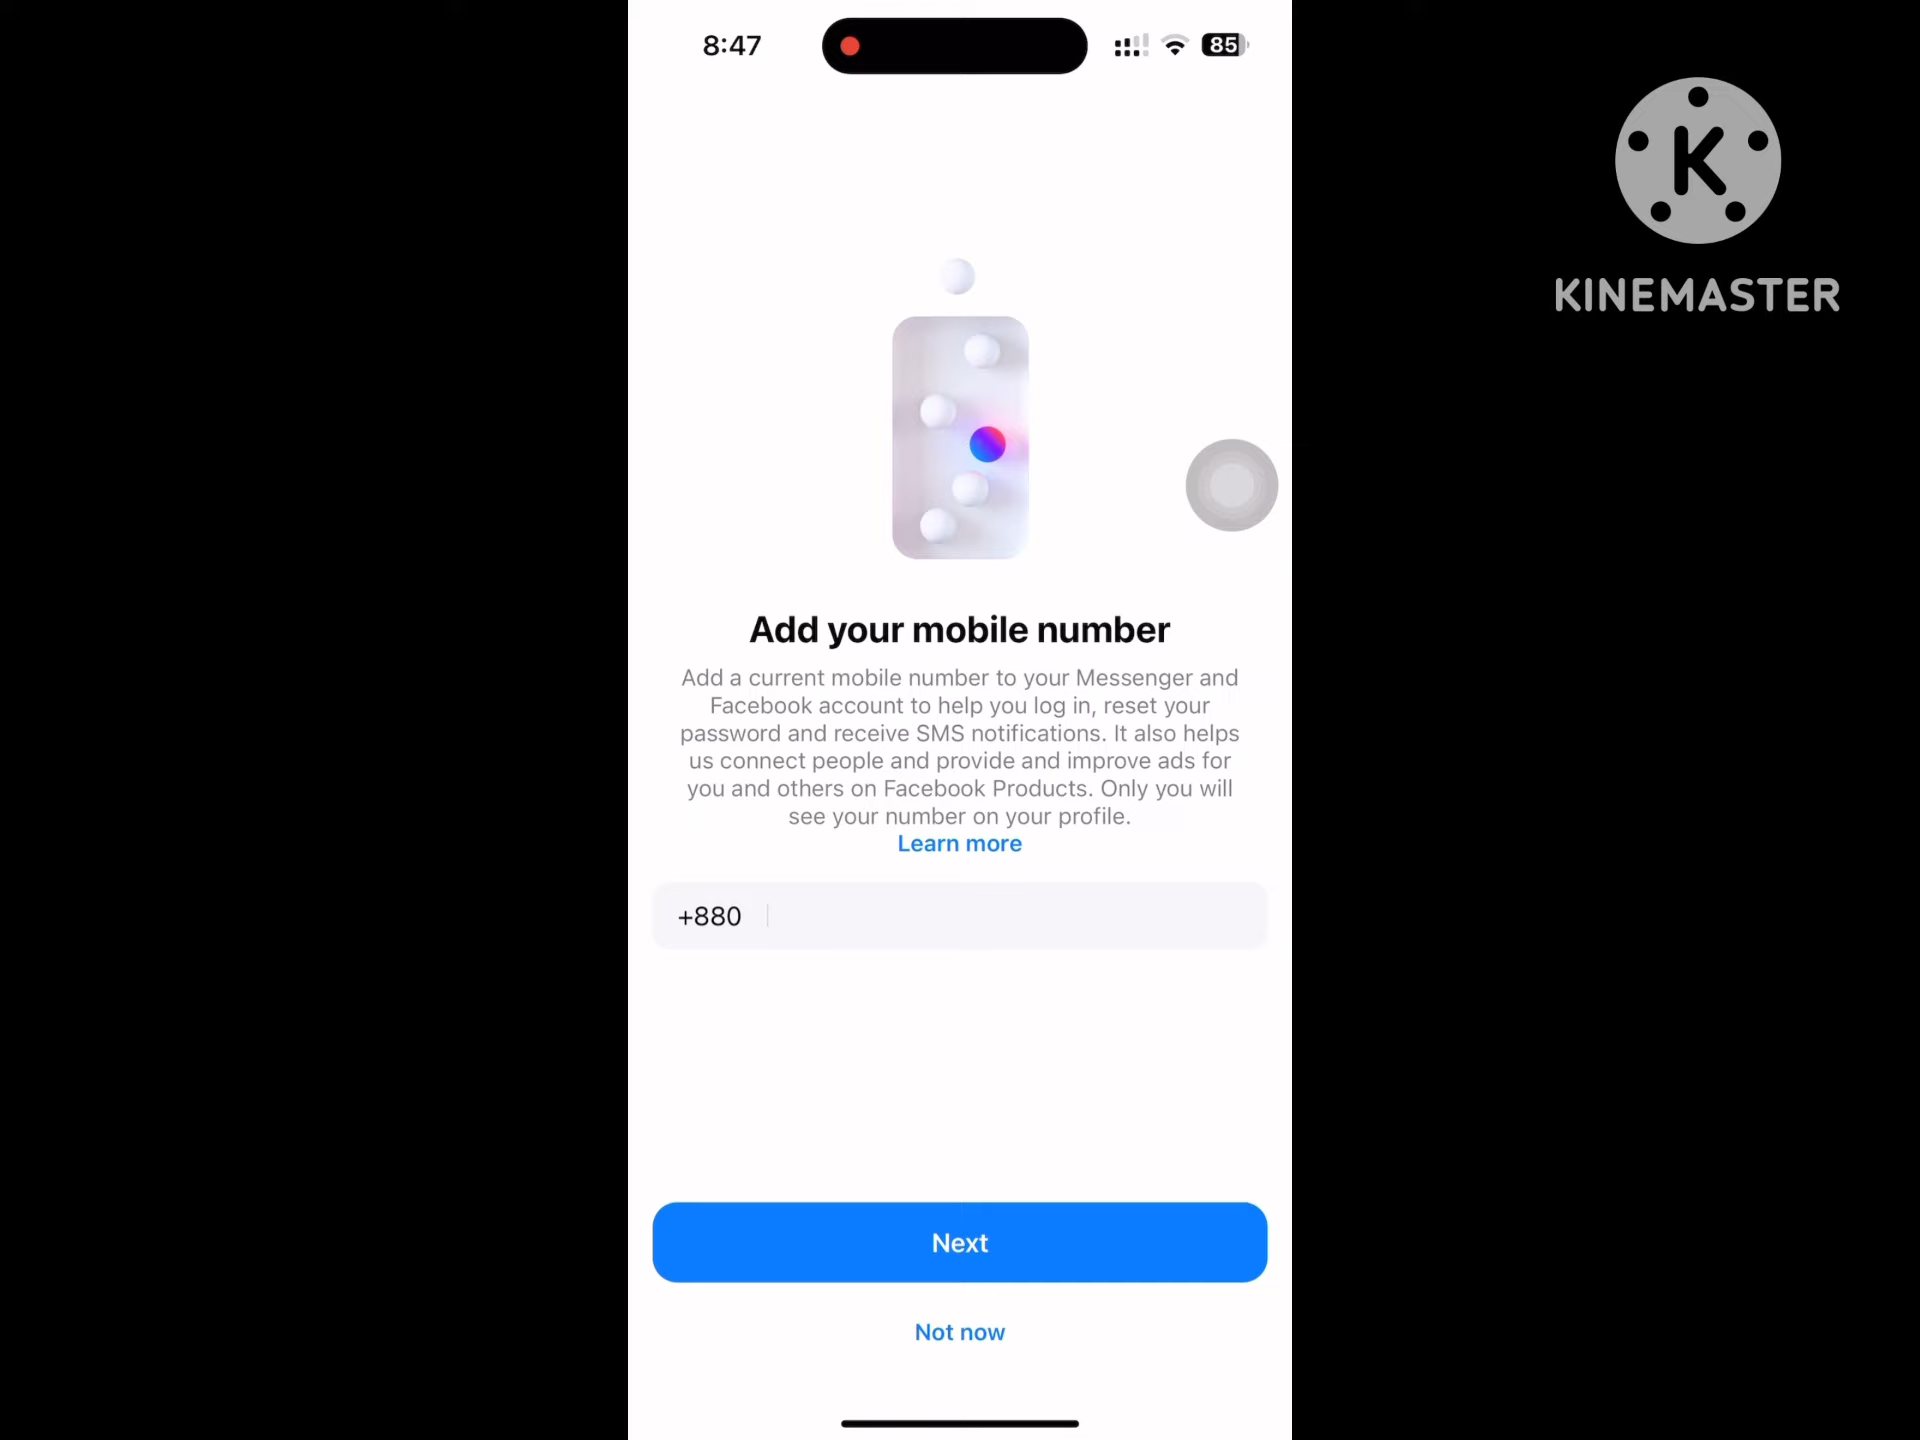 8:47
85
K
KINEMASTER
Add your mobile number
Add a current mobile number to your Messenger and
Facebook account to help you log in, reset your
password and receive SMS notifications. It also helps
us connect people and provide and improve ads for
you and others on Facebook Products. Only you will
see your number on your profile.
Learn more
+880
Next
Not now